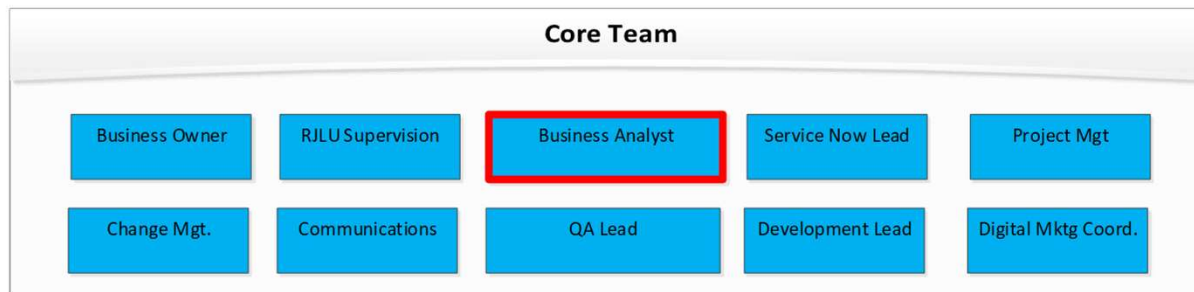 Core Team
Business Owner
RJLU Supervision
Business Analyst
Service Now Lead
Project Mgt
Change Mgt.
Communications
QA Lead
Development Lead
Digital Mktg Coord.